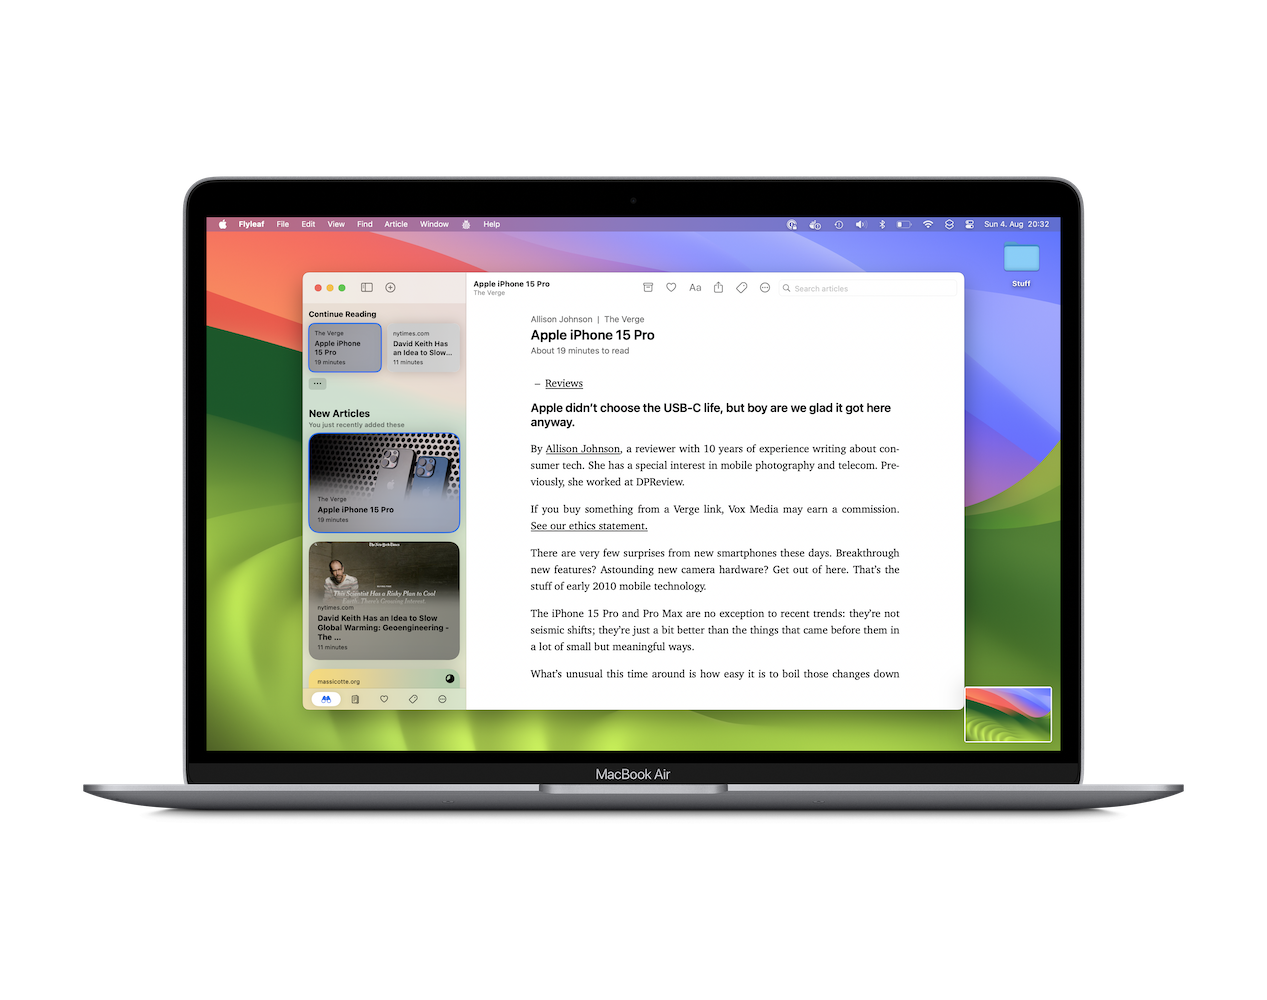 Flyleaf File Edit View Find Article Window Help Sun 4. Aug 20:32
Stuff
Continue Reading
The Verge
Apple iPhone
15 Pro
19 minutes
nytimes.com
David Keith Has
an Idea to Slow...
11 minutes
New Articles
You just recently added these
The Verge
Apple iPhone 15 Pro
19 minutes
The New York Times
This Scientist Has a Risky Plan to Cool
Earth. There's Growing Interest
nytimes.com
David Keith Has an Idea to Slow
Global Warming: Geoengineering -
The ...
11 minutes
massicotte.org
Apple iPhone 15 Pro
The Verge
Aa
Search articles
Allison Johnson | The Verge
Apple iPhone 15 Pro
About 19 minutes to read
– Reviews
Apple didn’t choose the USB-C life, but boy are we glad it got here
anyway.
By Allison Johnson, a reviewer with 10 years of experience writing about con-
sumer tech. She has a special interest in mobile photography and telecom. Pre-
viously, she worked at DPReview.
If you buy something from a Verge link, Vox Media may earn a commission.
See our ethics statement.
There are very few surprises from new smartphones these days. Breakthrough
new features? Astounding new camera hardware? Get out of here. That’s the
stuff of early 2010 mobile technology.
The iPhone 15 Pro and Pro Max are no exception to recent trends: they’re not
seismic shifts; they’re just a bit better than the things that came before them in
a lot of small but meaningful ways.
What’s unusual this time around is how easy it is to boil those changes down
MacBook Air